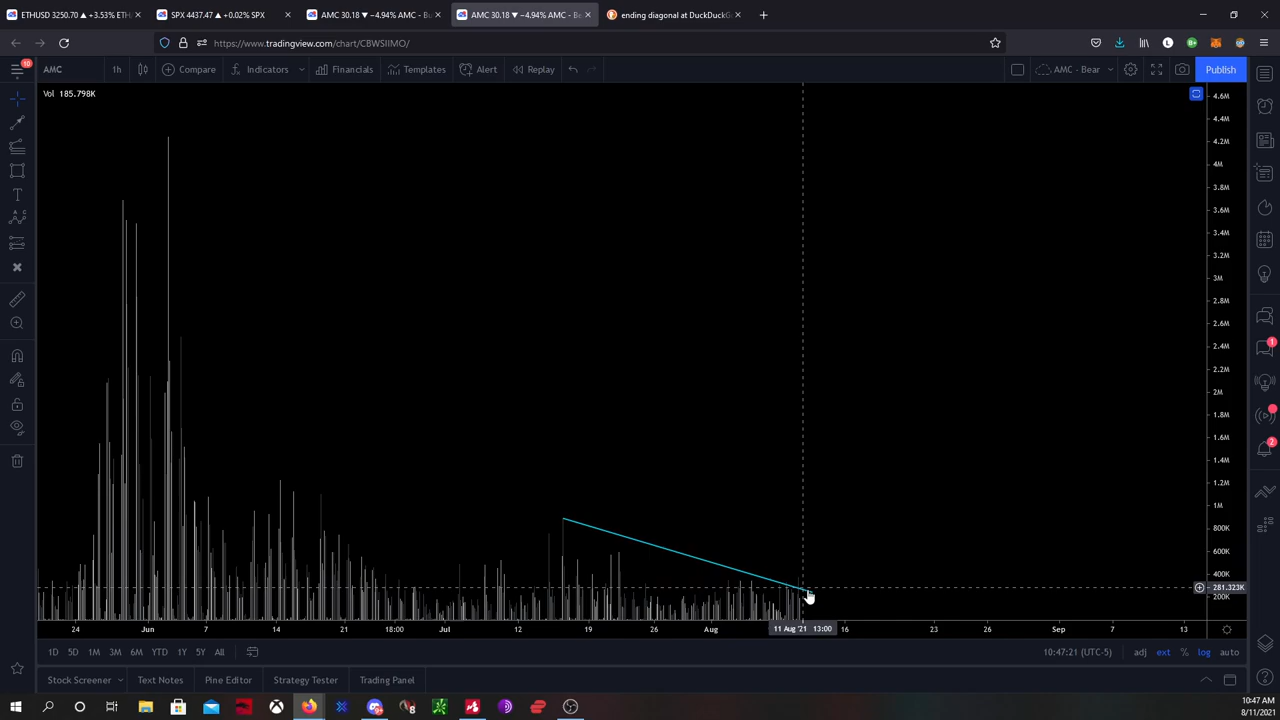 ETHUSD 3250.70 ▲ +3.53% ETH
SPX 4437.47 ▲ +0.02% SPX
AMC 30.18 ▼ −4.94% AMC - Bu
AMC 30.18 ▼ −4.94% AMC - Be
ending diagonal at DuckDuckG
https://www.tradingview.com/chart/CBWSIIMO/
10
AMC
1h
Compare
Indicators
Financials
Templates
Alert
Replay
AMC - Bear
Publish
Vol 185.798K
4.6M
4.4M
4.2M
4M
3.8M
3.6M
3.4M
3.2M
3M
2.8M
2.6M
2.4M
2.2M
2M
1.8M
1.6M
1.4M
1.2M
1M
800K
600K
400K
281.323K
200K
1
2
24
Jun
7
14
21
18:00
Jul
12
19
26
Aug
11 Aug '21 13:00
16
23
26
Sep
7
13
1D
5D
1M
3M
6M
YTD
1Y
5Y
All
10:47:21 (UTC-5)
adj
ext
%
log
auto
Stock Screener
Text Notes
Pine Editor
Strategy Tester
Trading Panel
10:47 AM
8/11/2021